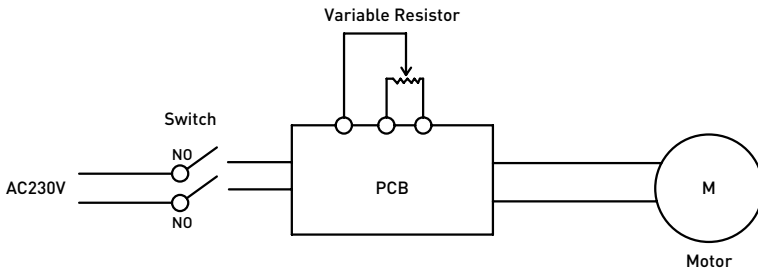 Variable Resistor
Switch
NO
AC230V
PCB
M
NO
Motor